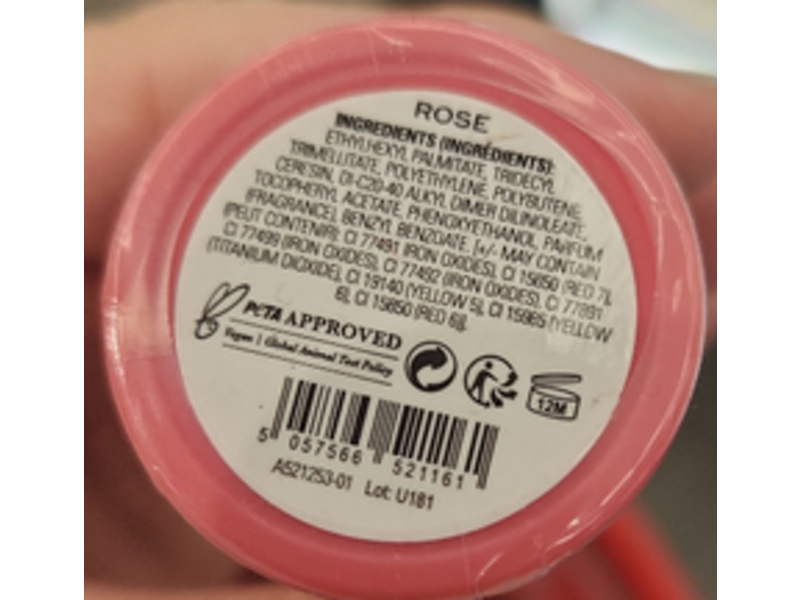 ROSE
INGREDIENTS (INGRÉDIENTS):
ETHYLHEXYL PALMITATE, TRIDECYL
TRIMELLITATE, POLYETHYLENE, POLYBUTENE,
CERESIN, DI-C20-40 ALKYL DIMER DILINOLEATE,
TOCOPHERYL ACETATE, PHENOXYETHANOL, PARFUM
(FRAGRANCE), BENZYL BENZOATE. [+/- MAY CONTAIN
(PEUT CONTENIR): CI 77491 (IRON OXIDES), CI 15850 (RED 7),
CI 77499 (IRON OXIDES), CI 77492 (IRON OXIDES), CI 77891
(TITANIUM DIOXIDE), CI 19140 (YELLOW 5), CI 15985 (YELLOW
6), CI 15850 (RED 6)].
PETA APPROVED
Vegan | Global Animal Test Policy
12M
5 057566 521161
A521253-01 Lot: U181